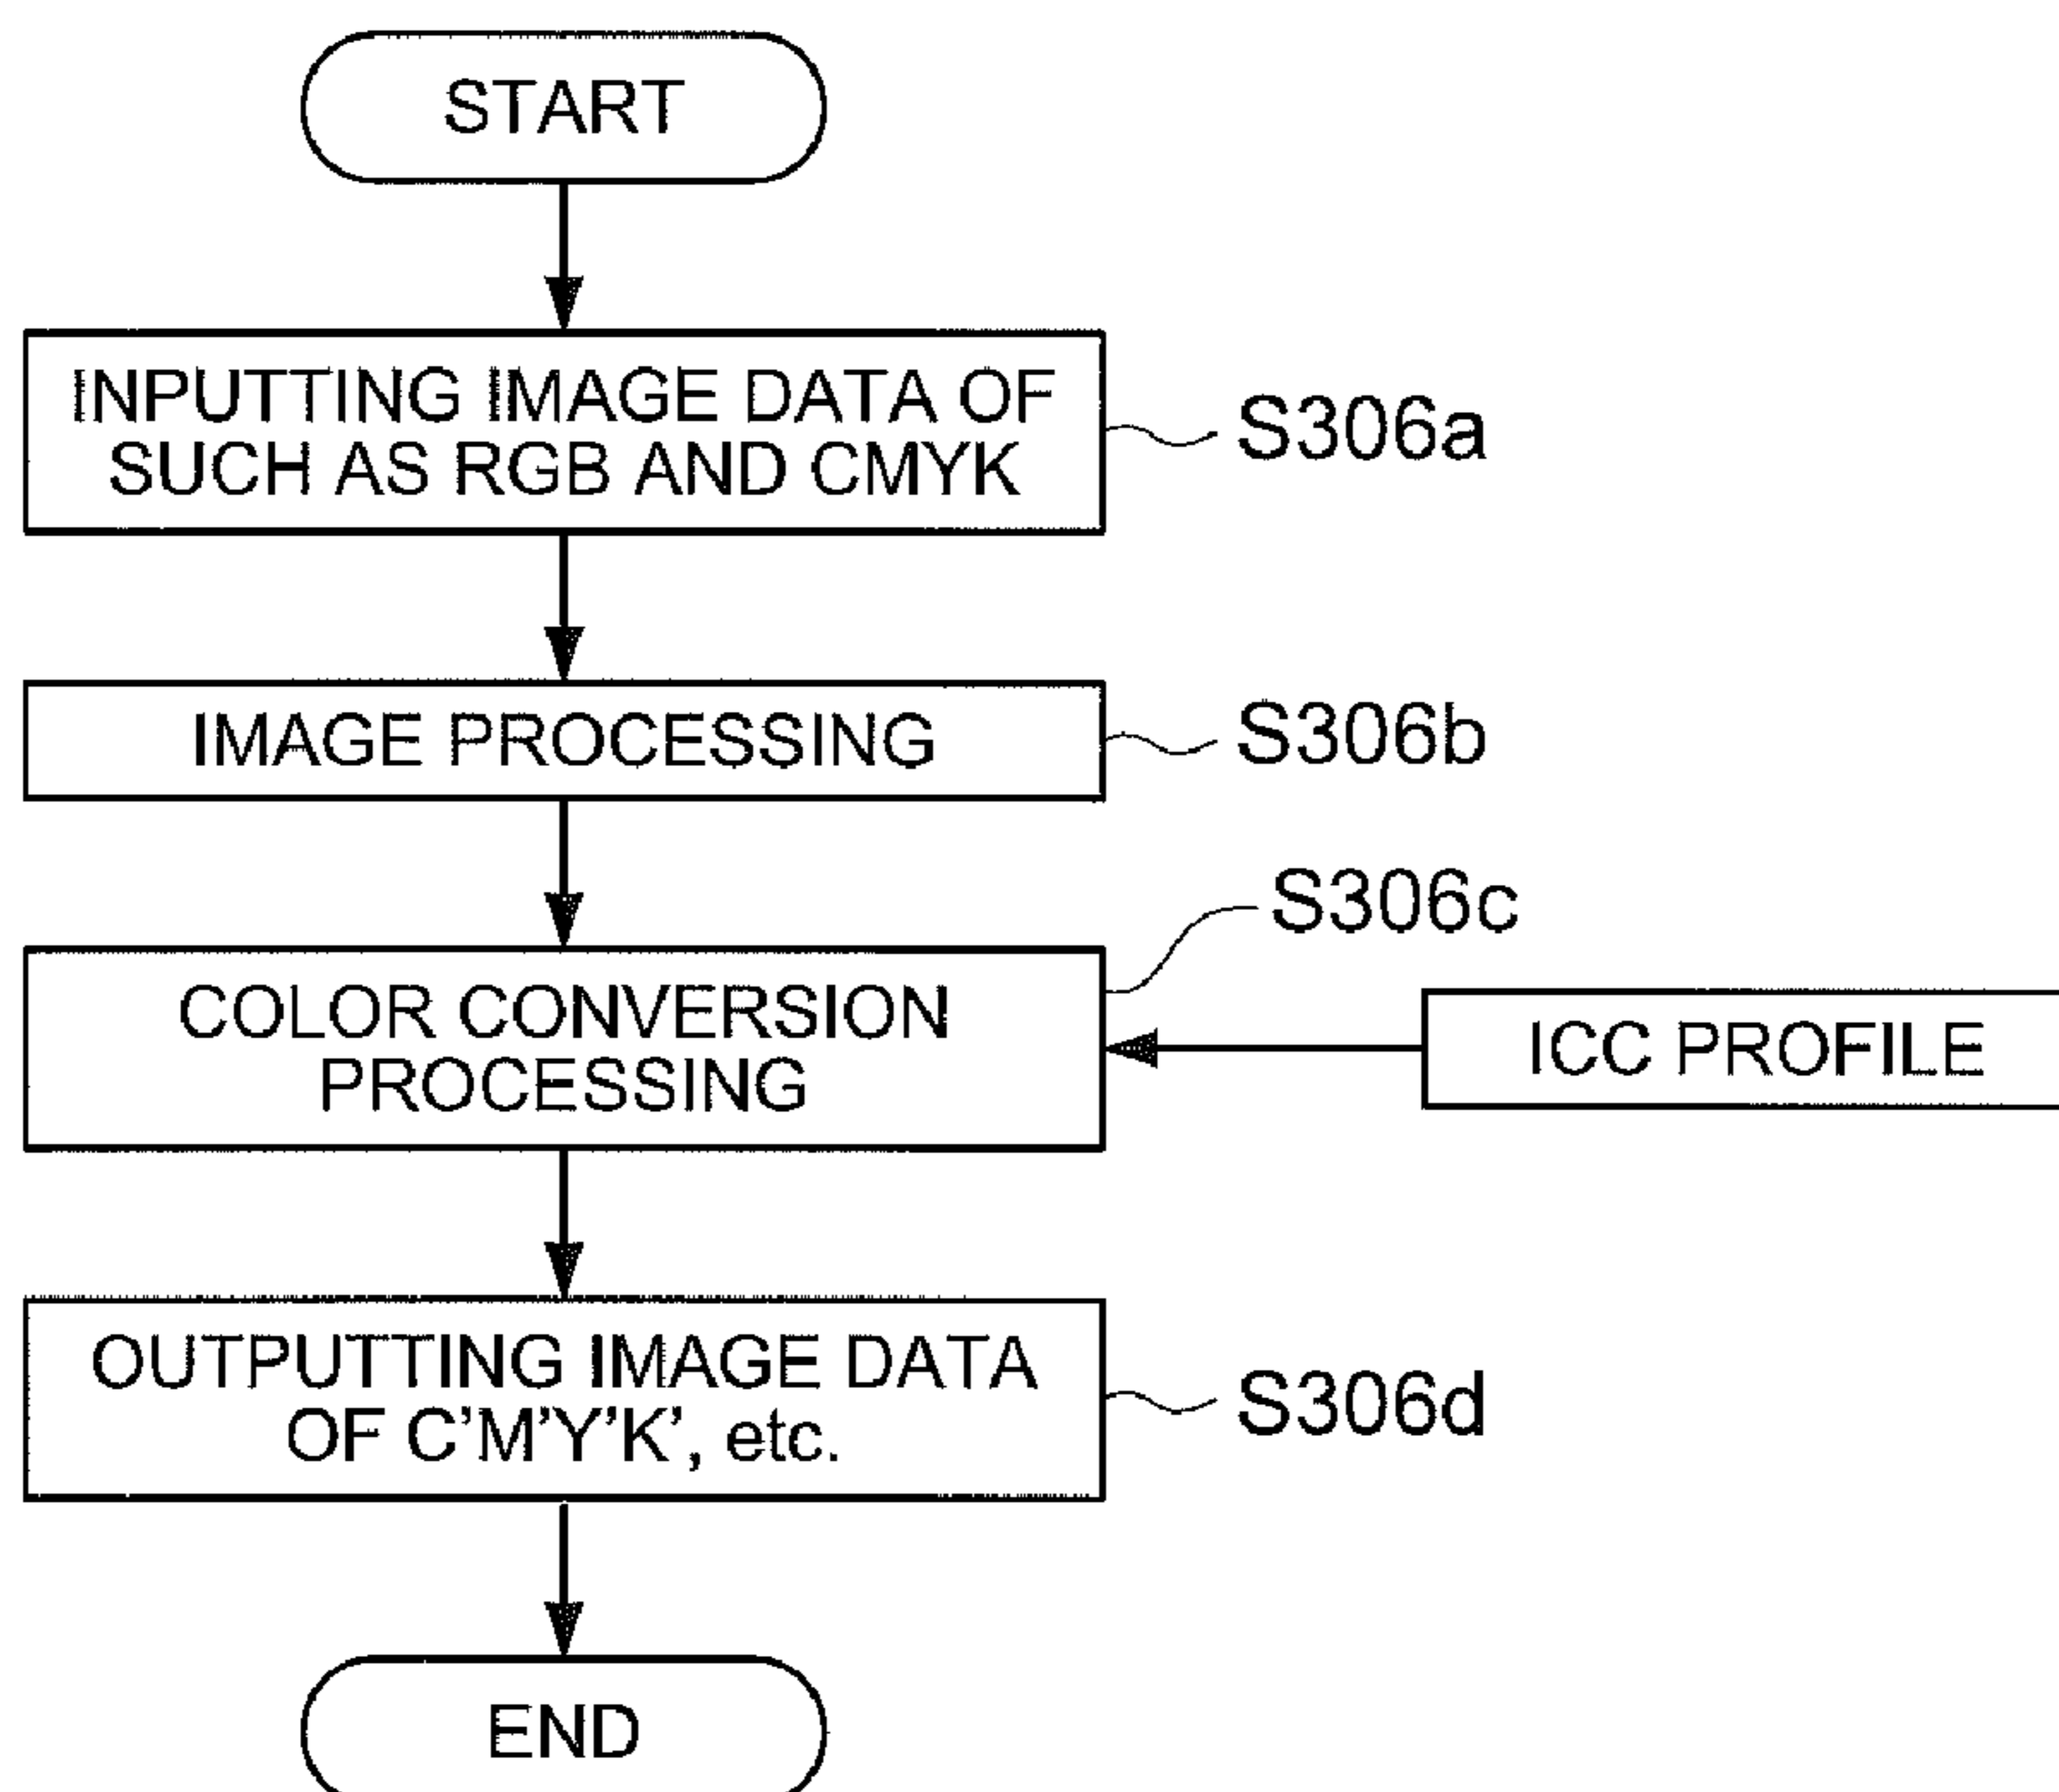 START
INPUTTING IMAGE DATA OF
SUCH AS RGB AND CMYK
S306a
IMAGE PROCESSING
S306b
S306c
COLOR CONVERSION
PROCESSING
ICC PROFILE
OUTPUTTING IMAGE DATA
OF C'M'Y'K', etc.
S306d
END